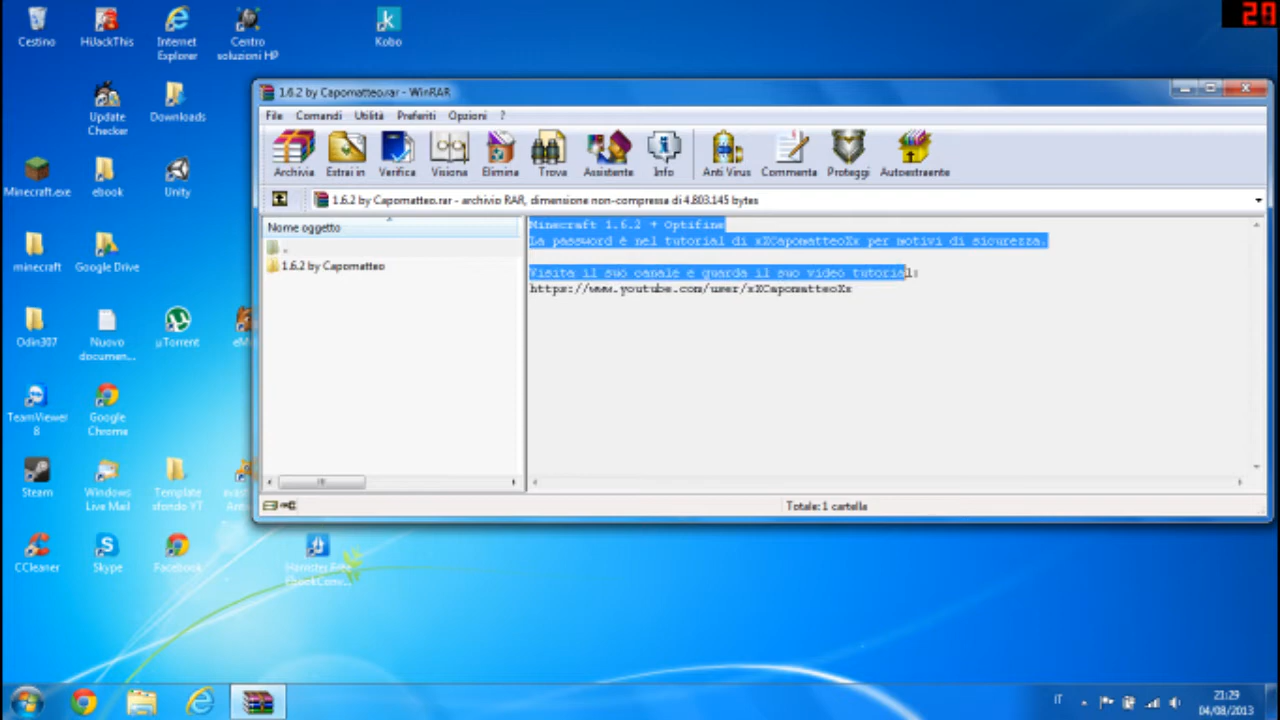 28
Cestino
HiJackThis
Internet Explorer
Centro soluzioni HP
Kobo
Update Checker
Downloads
Minecraft.exe
ebook
Unity
minecraft
Google Drive
Odin307
Nuovo documen...
µTorrent
TeamViewer 8
Google Chrome
Steam
Windows Live Mail
Template sfondo YT
CCleaner
Skype
Facebook
1.6.2 by Capomatteo.rar - WinRAR
File Comandi Utilità Preferiti Opzioni ?
Archivia Estrai in Verifica Visiona Elimina Trova Assistente Info Anti Virus Commenta Proteggi Autoestraente
1.6.2 by Capomatteo.rar - archivio RAR, dimensione non-compressa di 4.803.145 bytes
Nome oggetto
..
1.6.2 by Capomatteo
Minecraft 1.6.2 + Optifine
La password è nel tutorial di xXCapomatteoXx per motivi di sicurezza.
Visita il suo canale e guarda il suo video tutorial:
https://www.youtube.com/user/xXCapomatteoXx
Totale: 1 cartella
IT
21:29
04/08/2013